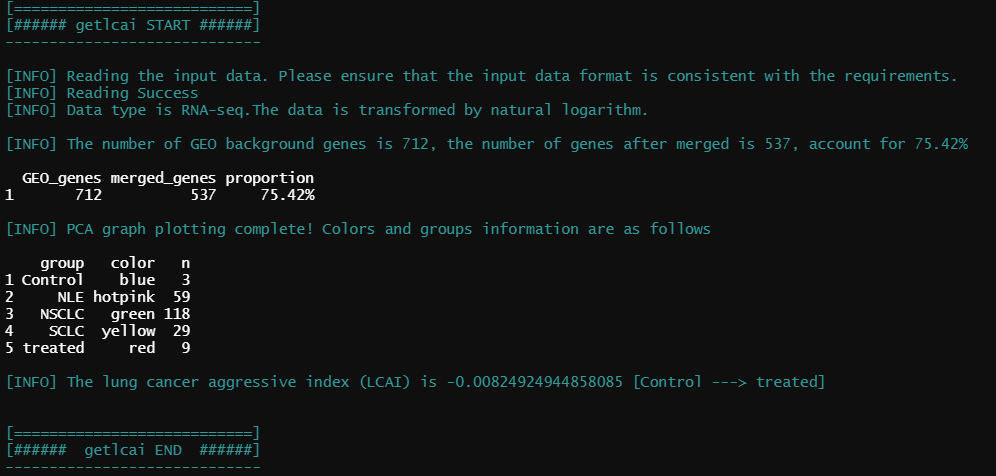 [===========================]
[###### getlcai START ######]
-----------------------------
[INFO] Reading the input data. Please ensure that the input data format is consistent with the requirements.
[INFO] Reading Success
[INFO] Data type is RNA-seq.The data is transformed by natural logarithm.
[INFO] The number of GEO background genes is 712, the number of genes after merged is 537, account for 75.42%
  GEO_genes merged_genes proportion
1       712          537     75.42%
[INFO] PCA graph plotting complete! Colors and groups information are as follows
    group   color   n
1 Control    blue   3
2     NLE hotpink  59
3   NSCLC   green 118
4    SCLC  yellow  29
5 treated     red   9
[INFO] The lung cancer aggressive index (LCAI) is -0.00824924944858085 [Control ---> treated]
[===========================]
[######  getlcai END  ######]
-----------------------------